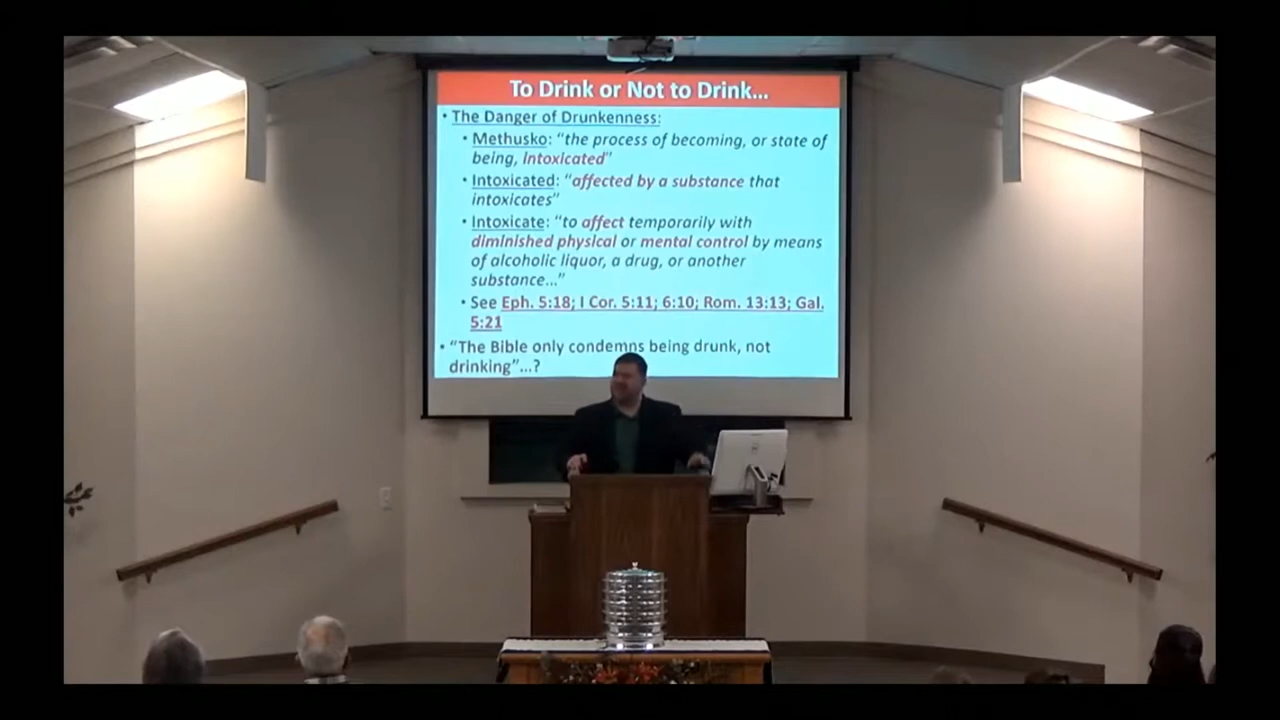 To Drink or Not to Drink...
• The Danger of Drunkenness:
• Methusko: “the process of becoming, or state of
being, intoxicated”
• Intoxicated: “affected by a substance that
intoxicates”
• Intoxicate: “to affect temporarily with
diminished physical or mental control by means
of alcoholic liquor, a drug, or another
substance...”
• See Eph. 5:18; I Cor. 5:11; 6:10; Rom. 13:13; Gal.
5:21
• “The Bible only condemns being drunk, not
drinking”...?